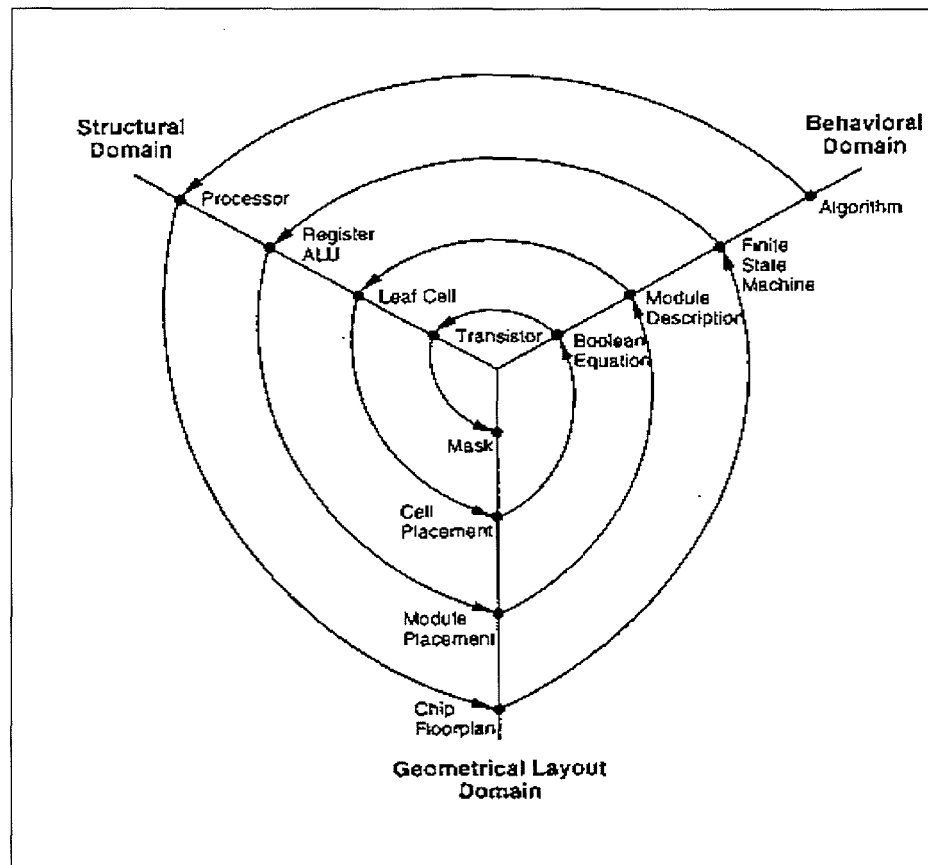 Structural
Domain
Behavioral
Domain
Processor
Algorithm
Register
ALU
Finite
State
Machine
Leaf Cell
Module
Description
Transistor
Boolean
Equation
Mask
Cell
Placement
Module
Placement
Chip
Floorplan
Geometrical Layout
Domain